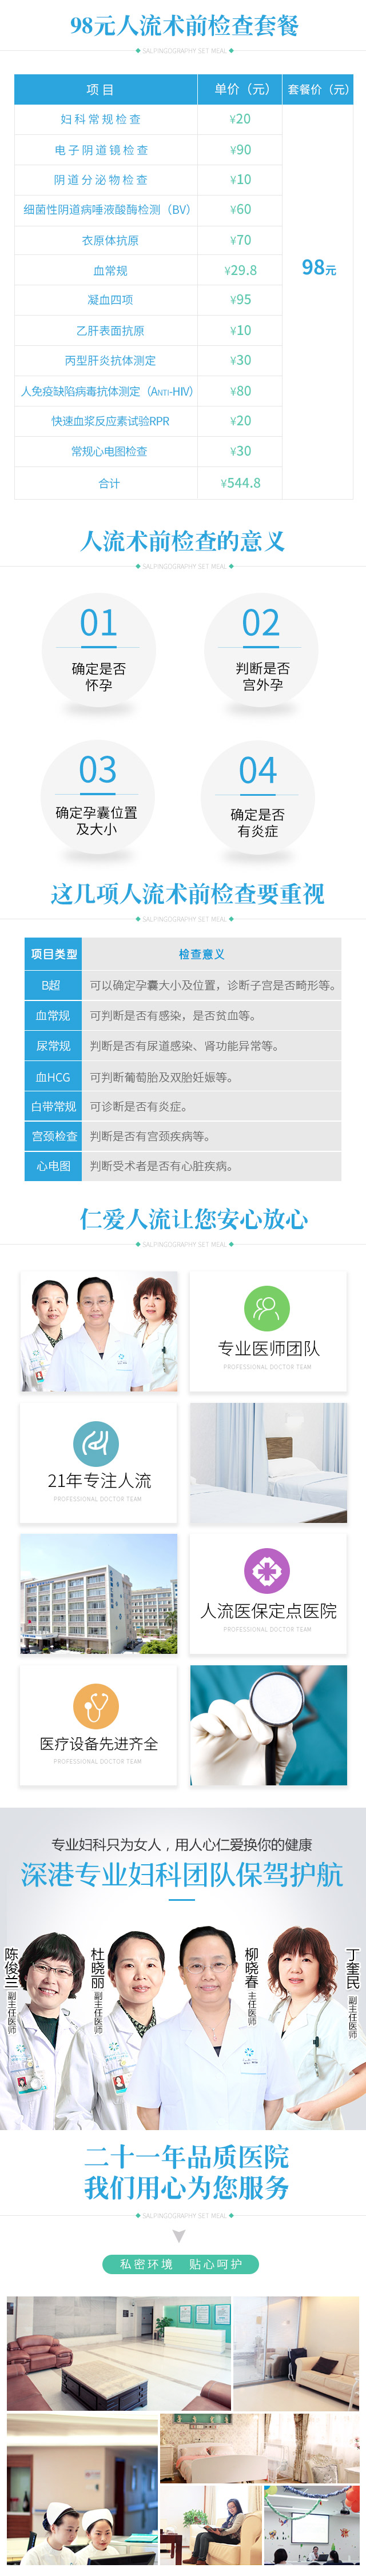 98元人流术前检查套餐
SALPINGOGRAPHY SET MEAL
项目 单价（元） 套餐价（元）
妇科常规检查 ¥20
电子阴道镜检查 ¥90
阴道分泌物检查 ¥10
细菌性阴道病唾液酸酶检测（BV） ¥60
衣原体抗原 ¥70
血常规 ¥29.8
98元
凝血四项 ¥95
乙肝表面抗原 ¥10
丙型肝炎抗体测定 ¥30
人免疫缺陷病毒抗体测定（ANTI-HIV） ¥80
快速血浆反应素试验RPR ¥20
常规心电图检查 ¥30
合计 ¥544.8
人流术前检查的意义
SALPINGOGRAPHY SET MEAL
01
确定是否
怀孕
02
判断是否
宫外孕
03
确定孕囊位置
及大小
04
确定是否
有炎症
这几项人流术前检查要重视
SALPINGOGRAPHY SET MEAL
项目类型 检查意义
B超 可以确定孕囊大小及位置，诊断子宫是否畸形等。
血常规 可判断是否有感染，是否贫血等。
尿常规 判断是否有尿道感染、肾功能异常等。
血HCG 可判断葡萄胎及双胎妊娠等。
白带常规 可诊断是否有炎症。
宫颈检查 判断是否有宫颈疾病等。
心电图 判断受术者是否有心脏疾病。
仁爱人流让您安心放心
SALPINGOGRAPHY SET MEAL
专业医师团队
PROFESSIONAL DOCTOR TEAM
21年专注人流
PROFESSIONAL DOCTOR TEAM
人流医保定点医院
PROFESSIONAL DOCTOR TEAM
医疗设备先进齐全
PROFESSIONAL DOCTOR TEAM
专业妇科只为女人，用人心仁爱换你的健康
深港专业妇科团队保驾护航
陈俊兰 副主任医师
杜晓丽 副主任医师
柳晓春 主任医师
丁奎民 副主任医师
二十一年品质医院
我们用心为您服务
SALPINGOGRAPHY SET MEAL
私密环境 贴心呵护